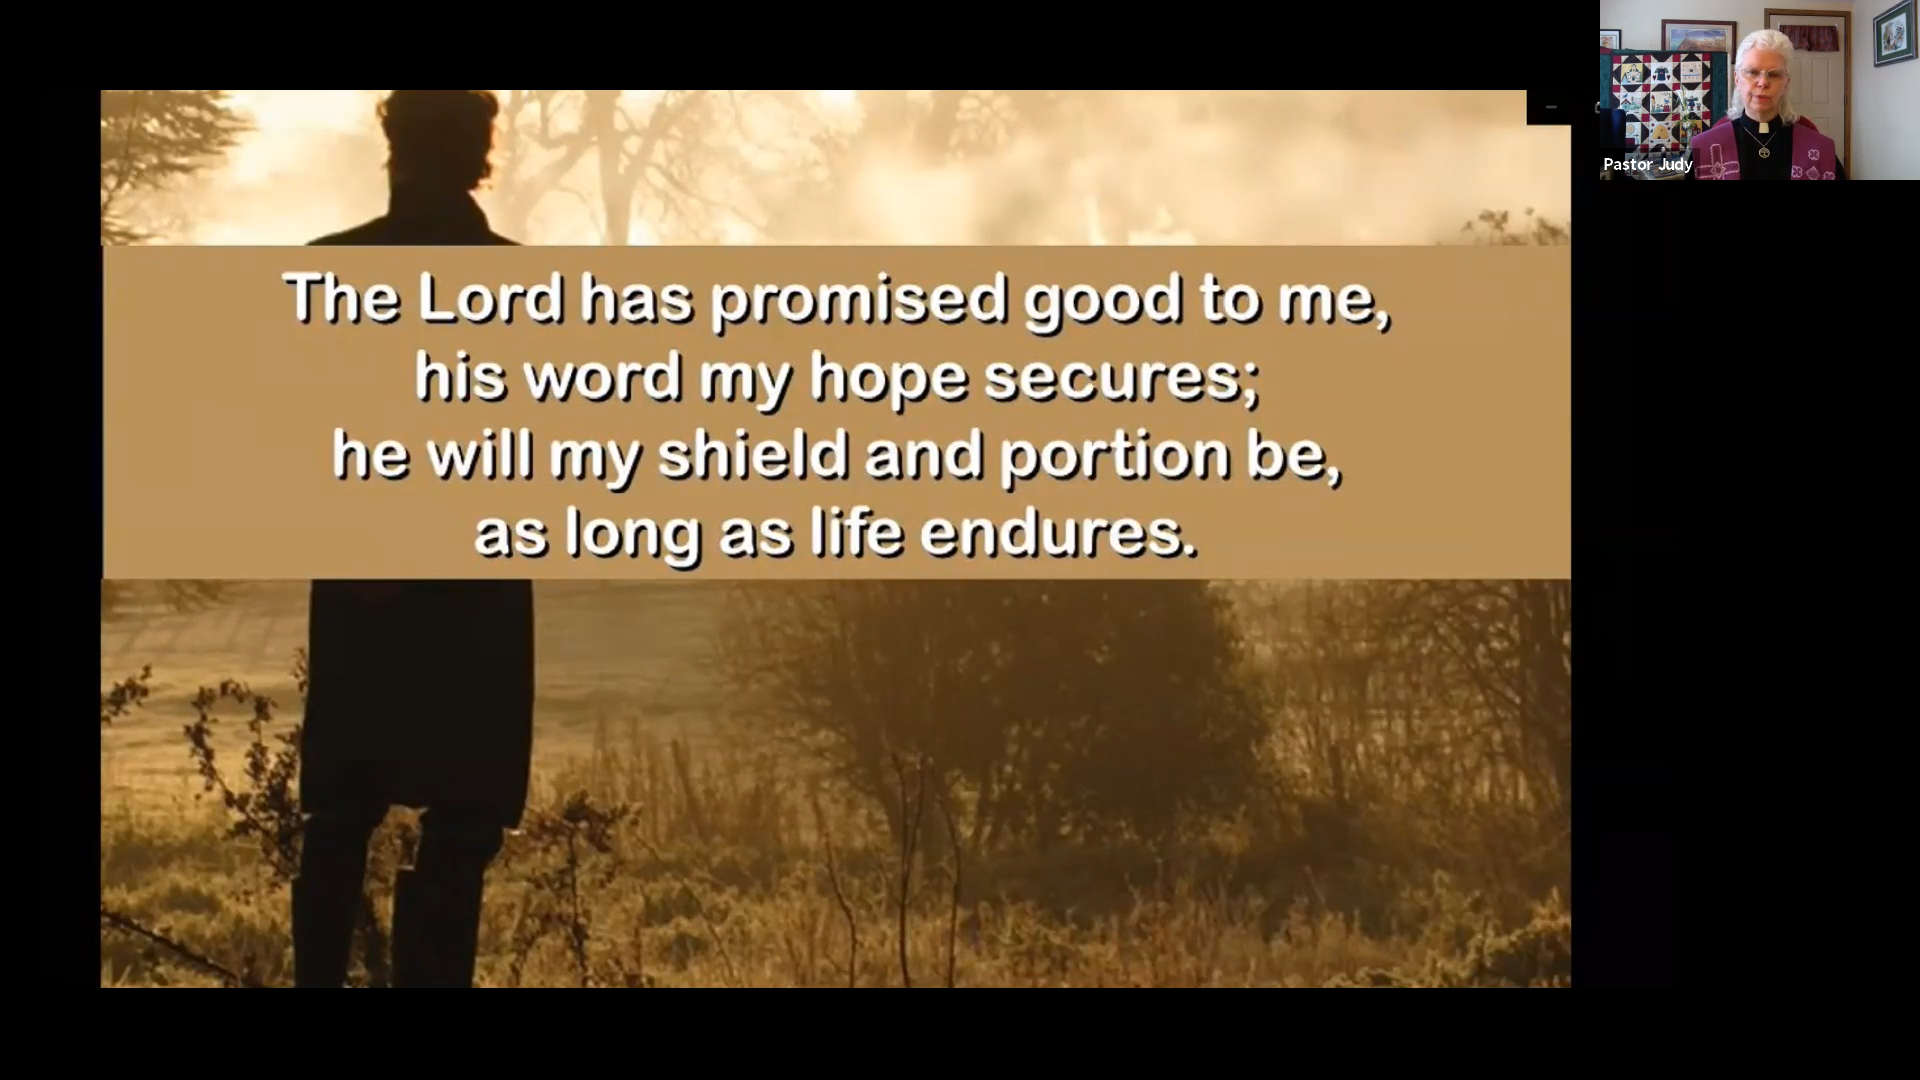 The Lord has promised good to me,
his word my hope secures;
he will my shield and portion be,
as long as life endures.
Pastor Judy